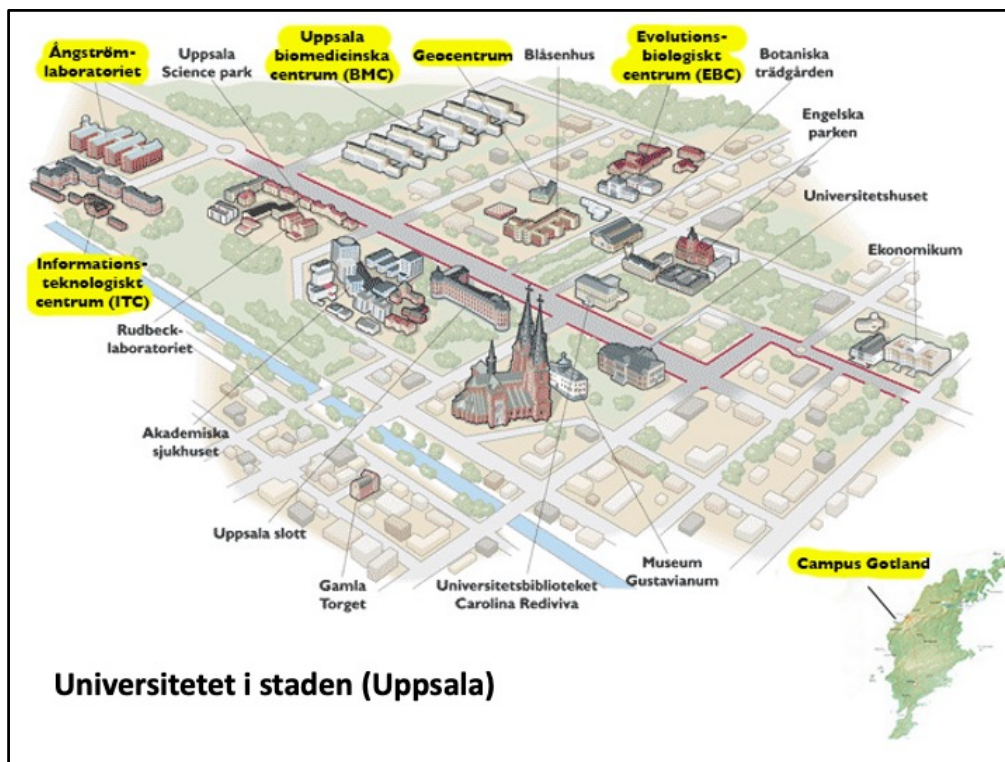 Ångström-
laboratoriet
Uppsala
Science park
Uppsala
biomedicinska
centrum (BMC)
Geocentrum
Blåsenhus
Evolutions-
biologiskt
centrum (EBC)
Botaniska
trädgården
Engelska
parken
Universitetshuset
Ekonomikum
Informations-
teknologiskt
centrum (ITC)
Rudbeck-
laboratoriet
Akademiska
sjukhuset
Uppsala slott
Gamla
Torget
Universitetsbiblioteket
Carolina Rediviva
Museum
Gustavianum
Campus Gotland
Universitetet i staden (Uppsala)